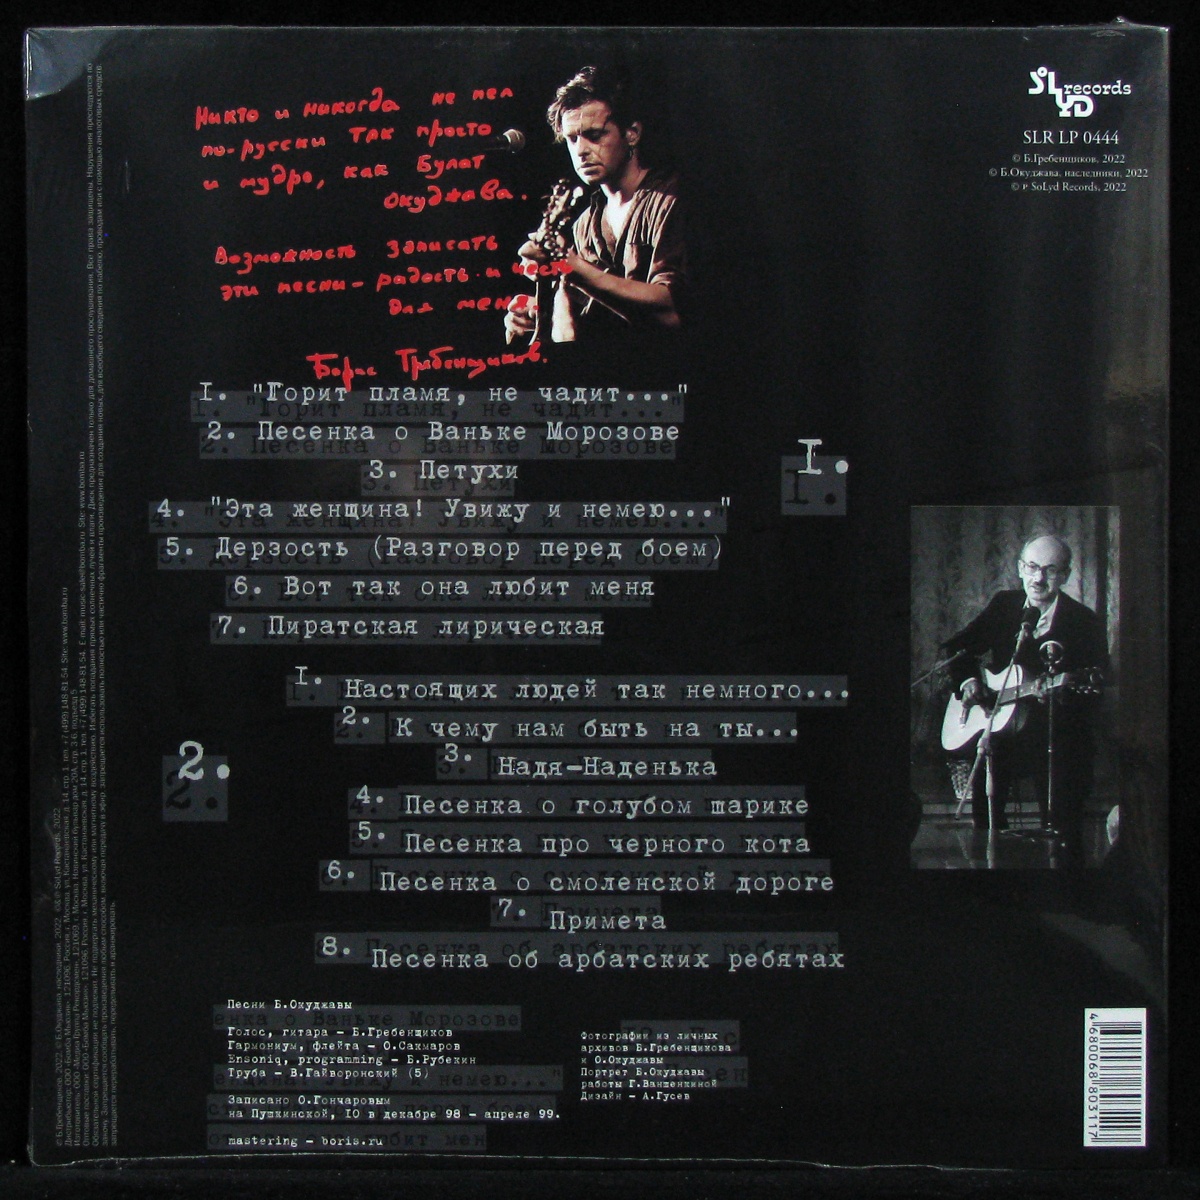 Никто и никогда не пел
по-русски так просто
и мудро, как Булат
Окуджава.
Возможность записать
эти песни - радость и честь
для меня.
Борис Гребенщиков.
SoLYD records
SLR LP 0444
© Б.Гребенщиков, 2022
© Б.Окуджава, наследники, 2022
© P SoLyd Records, 2022
1.
1. "Горит пламя, не чадит..."
2. Песенка о Ваньке Морозове
3. Петухи
4. "Эта женщина! Увижу и немею..."
5. Дерзость (Разговор перед боем)
6. Вот так она любит меня
7. Пиратская лирическая
2.
1. Настоящих людей так немного...
2. К чему нам быть на ты...
3. Надя-Наденька
4. Песенка о голубом шарике
5. Песенка про черного кота
6. Песенка о смоленской дороге
7. Примета
8. Песенка об арбатских ребятах
Песни Б.Окуджавы
Голос, гитара - Б.Гребенщиков
Гармониум, флейта - О.Сакмаров
Ensoniq, programming - Б.Рубекин
Труба - В.Гайворонский (5)
Записано О.Гончаровым
на Пушкинской, 10 в декабре 98 - апреле 99.
mastering - boris.ru
Фотографии из личных
архивов Б.Гребенщикова
и О.Окуджавы
Портрет Б.Окуджавы
работы Г.Ваншенкиной
Дизайн - А.Гусев
4 680068 803117